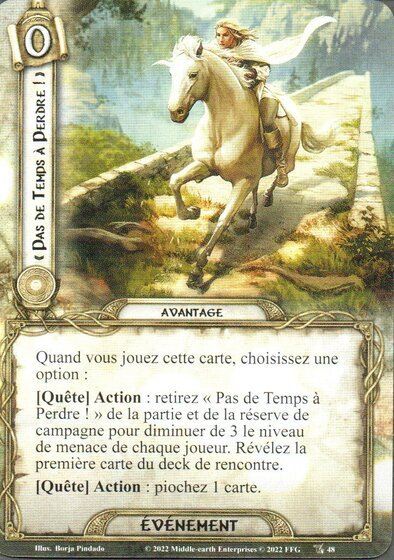 0
« Pas de Temps à Perdre ! »
AVANTAGE
Quand vous jouez cette carte, choisissez une
option :
[Quête] Action : retirez « Pas de Temps à
Perdre ! » de la partie et de la réserve de
campagne pour diminuer de 3 le niveau
de menace de chaque joueur. Révélez la
première carte du deck de rencontre.
[Quête] Action : piochez 1 carte.
ÉVÉNEMENT
Illus. Borja Pindado © 2022 Middle-earth Enterprises © 2022 FFG 48